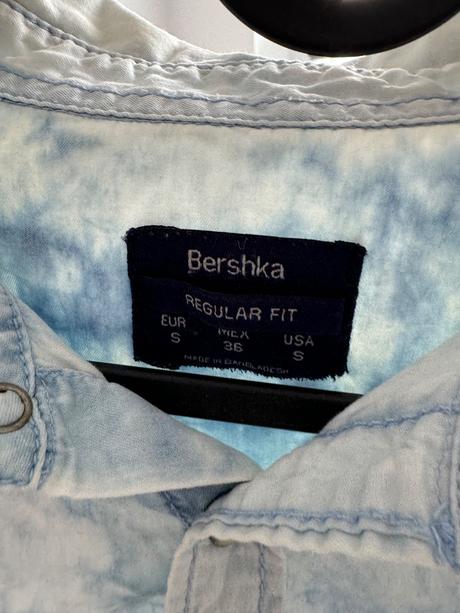 Bershka
REGULAR FIT
EUR MEX USA
S 36 S
MADE IN BANGLADESH